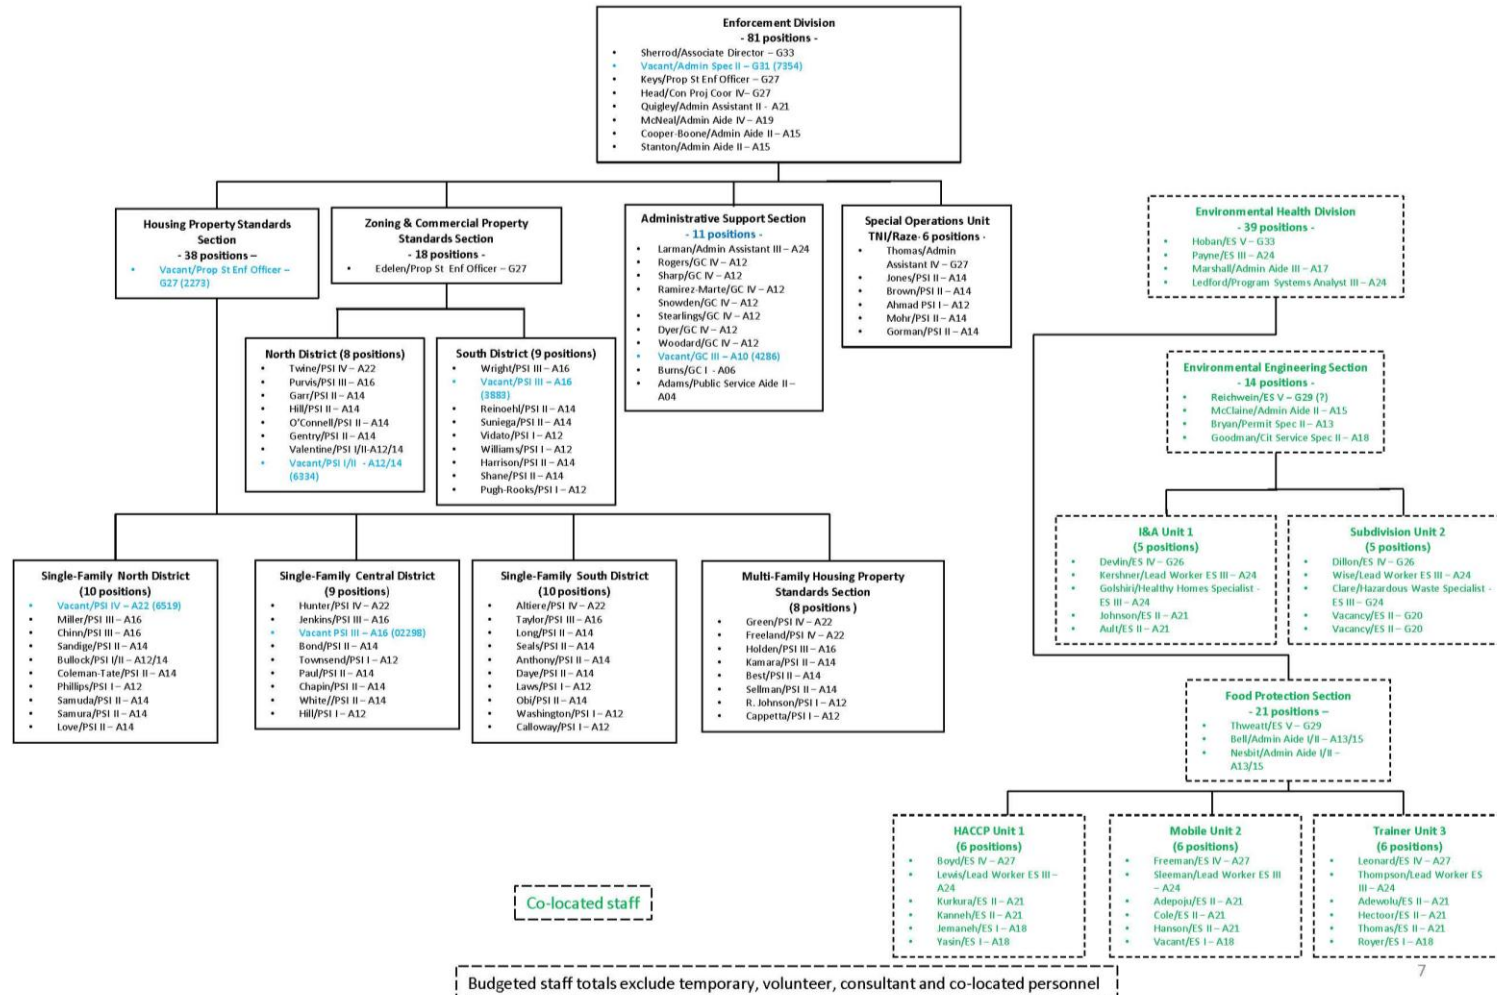 Enforcement Division
- 81 positions -
• Sherrod/Associate Director – G33
• Vacant/Admin Spec II – G31 (7354)
• Keys/Prop St Enf Officer – G27
• Head/Con Proj Coor IV– G27
• Quigley/Admin Assistant II - A21
• McNeal/Admin Aide IV – A19
• Cooper-Boone/Admin Aide II – A15
• Stanton/Admin Aide II – A15
Housing Property Standards
Section
- 38 positions –
• Vacant/Prop St Enf Officer –
G27 (2273)
Zoning & Commercial Property
Standards Section
- 18 positions -
• Edelen/Prop St Enf Officer – G27
Administrative Support Section
- 11 positions -
• Larman/Admin Assistant III – A24
• Rogers/GC IV – A12
• Sharp/GC IV – A12
• Ramirez-Marte/GC IV – A12
Snowden/GC IV – A12
• Stearlings/GC IV – A12
• Dyer/GC IV – A12
• Woodard/GC IV – A12
• Vacant/GC III – A10 (4286)
• Burns/GC I - A06
• Adams/Public Service Aide II –
A04
Special Operations Unit
TNI/Raze- 6 positions -
• Thomas/Admin
Assistant IV – G27
• Jones/PSI II – A14
• Brown/PSI II – A14
• Ahmad PSI I – A12
• Mohr/PSI II – A14
• Gorman/PSI II – A14
North District (8 positions)
• Twine/PSI IV – A22
• Purvis/PSI III – A16
• Garr/PSI II – A14
• Hill/PSI II – A14
• O'Connell/PSI II – A14
• Gentry/PSI II – A14
• Valentine/PSI I/II-A12/14
• Vacant/PSI I/II - A12/14
(6334)
South District (9 positions)
• Wright/PSI III – A16
• Vacant/PSI III – A16
(3883)
• Reinoehl/PSI II – A14
• Suniega/PSI II – A14
• Vidato/PSI I – A12
• Williams/PSI I – A12
• Harrison/PSI II – A14
• Shane/PSI II – A14
• Pugh-Rooks/PSI I – A12
Single-Family North District
(10 positions)
• Vacant/PSI IV – A22 (6519)
• Miller/PSI III – A16
• Chinn/PSI III – A16
• Sandige/PSI II – A14
• Bullock/PSI I/II – A12/14
• Coleman-Tate/PSI II – A14
• Phillips/PSI I – A12
• Samuda/PSI II – A14
• Samura/PSI II – A14
• Love/PSI II – A14
Single-Family Central District
(9 positions)
• Hunter/PSI IV – A22
• Jenkins/PSI III – A16
• Vacant PSI III – A16 (02298)
• Bond/PSI II – A14
• Townsend/PSI I – A12
• Paul/PSI II – A14
• Chapin/PSI II – A14
• White//PSI II – A14
• Hill/PSI I – A12
Single-Family South District
(10 positions)
• Altiere/PSI IV – A22
• Taylor/PSI III – A16
• Long/PSI II – A14
• Seals/PSI II – A14
• Anthony/PSI II – A14
• Daye/PSI II – A14
• Laws/PSI I – A12
• Obi/PSI II – A14
• Washington/PSI I – A12
• Calloway/PSI I – A12
Multi-Family Housing Property
Standards Section
(8 positions )
• Green/PSI IV – A22
• Freeland/PSI IV – A22
• Holden/PSI III – A16
• Kamara/PSI II – A14
• Best/PSI II – A14
• Sellman/PSI II – A14
• R. Johnson/PSI I – A12
• Cappetta/PSI I – A12
Environmental Health Division
- 39 positions -
• Hoban/ES V – G33
• Payne/ES III – A24
• Marshall/Admin Aide III – A17
• Ledford/Program Systems Analyst III – A24
Environmental Engineering Section
- 14 positions -
• Reichwein/ES V – G29 (?)
• McClaine/Admin Aide II – A15
• Bryan/Permit Spec II – A13
• Goodman/Cit Service Spec II – A18
I&A Unit 1
(5 positions)
• Devlin/ES IV – G26
• Kershner/Lead Worker ES III – A24
• Golshiri/Healthy Homes Specialist -
ES III – A24
• Johnson/ES II – A21
• Ault/ES II – A21
Subdivision Unit 2
(5 positions)
• Dillon/ES IV – G26
• Wise/Lead Worker ES III – A24
• Clare/Hazardous Waste Specialist -
ES III – G24
• Vacancy/ES II – G20
• Vacancy/ES II – G20
Food Protection Section
- 21 positions –
• Thweatt/ES V – G29
• Bell/Admin Aide I/II – A13/15
• Nesbit/Admin Aide I/II –
A13/15
HACCP Unit 1
(6 positions)
• Boyd/ES IV – A27
• Lewis/Lead Worker ES III –
A24
• Kurkura/ES II – A21
• Kanneh/ES II – A21
• Jemaneh/ES I – A18
• Yasin/ES I – A18
Mobile Unit 2
(6 positions)
• Freeman/ES IV – A27
• Sleeman/Lead Worker ES III
– A24
• Adepoju/ES II – A21
• Cole/ES II – A21
• Hanson/ES II – A21
• Vacant/ES I – A18
Trainer Unit 3
(6 positions)
• Leonard/ES IV – A27
• Thompson/Lead Worker ES
III – A24
• Adewolu/ES II – A21
• Hectoor/ES II – A21
• Thomas/ES II – A21
• Royer/ES I – A18
Co-located staff
Budgeted staff totals exclude temporary, volunteer, consultant and co-located personnel
7